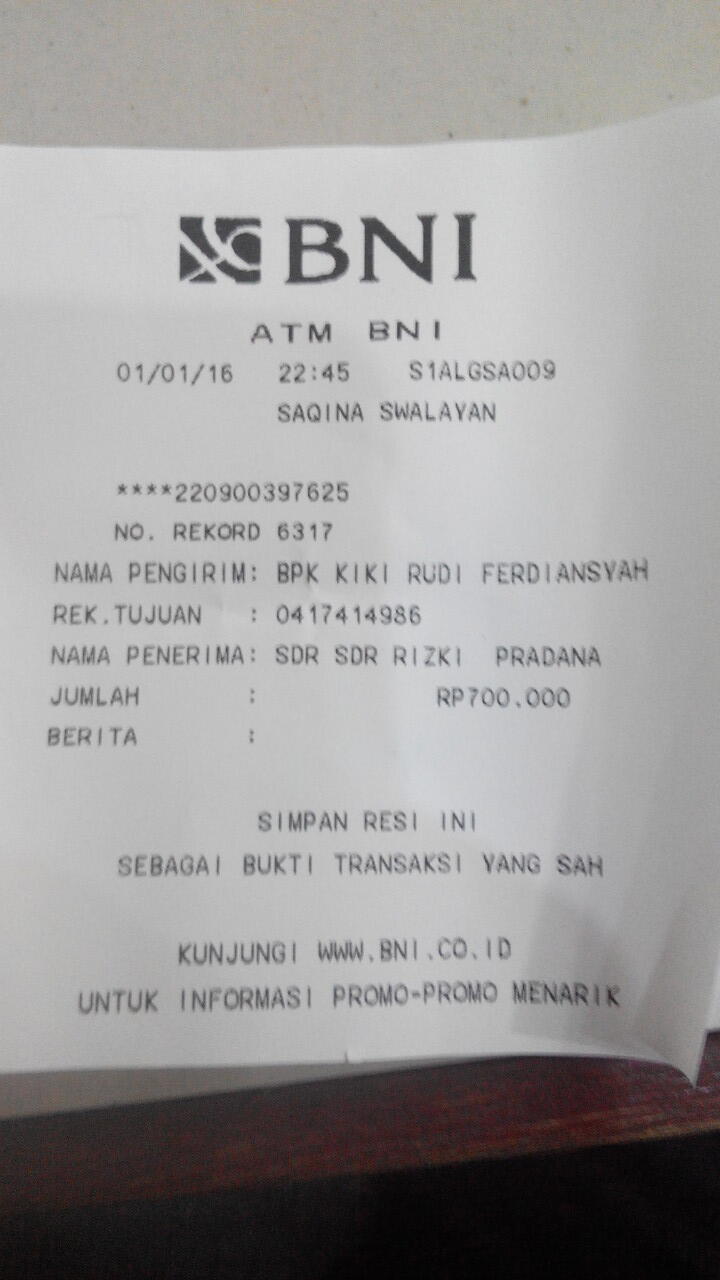 BNI
ATM BNI
01/01/16 22:45 S1ALGSA009
SAQINA SWALAYAN
****220900397625
NO. REKORD 6317
NAMA PENGIRIM: BPK KIKI RUDI FERDIANSYAH
REK.TUJUAN : 0417414986
NAMA PENERIMA: SDR SDR RIZKI PRADANA
JUMLAH : RP700.000
BERITA :
SIMPAN RESI INI
SEBAGAI BUKTI TRANSAKSI YANG SAH
KUNJUNGI WWW.BNI.CO.ID
UNTUK INFORMASI PROMO-PROMO MENARIK